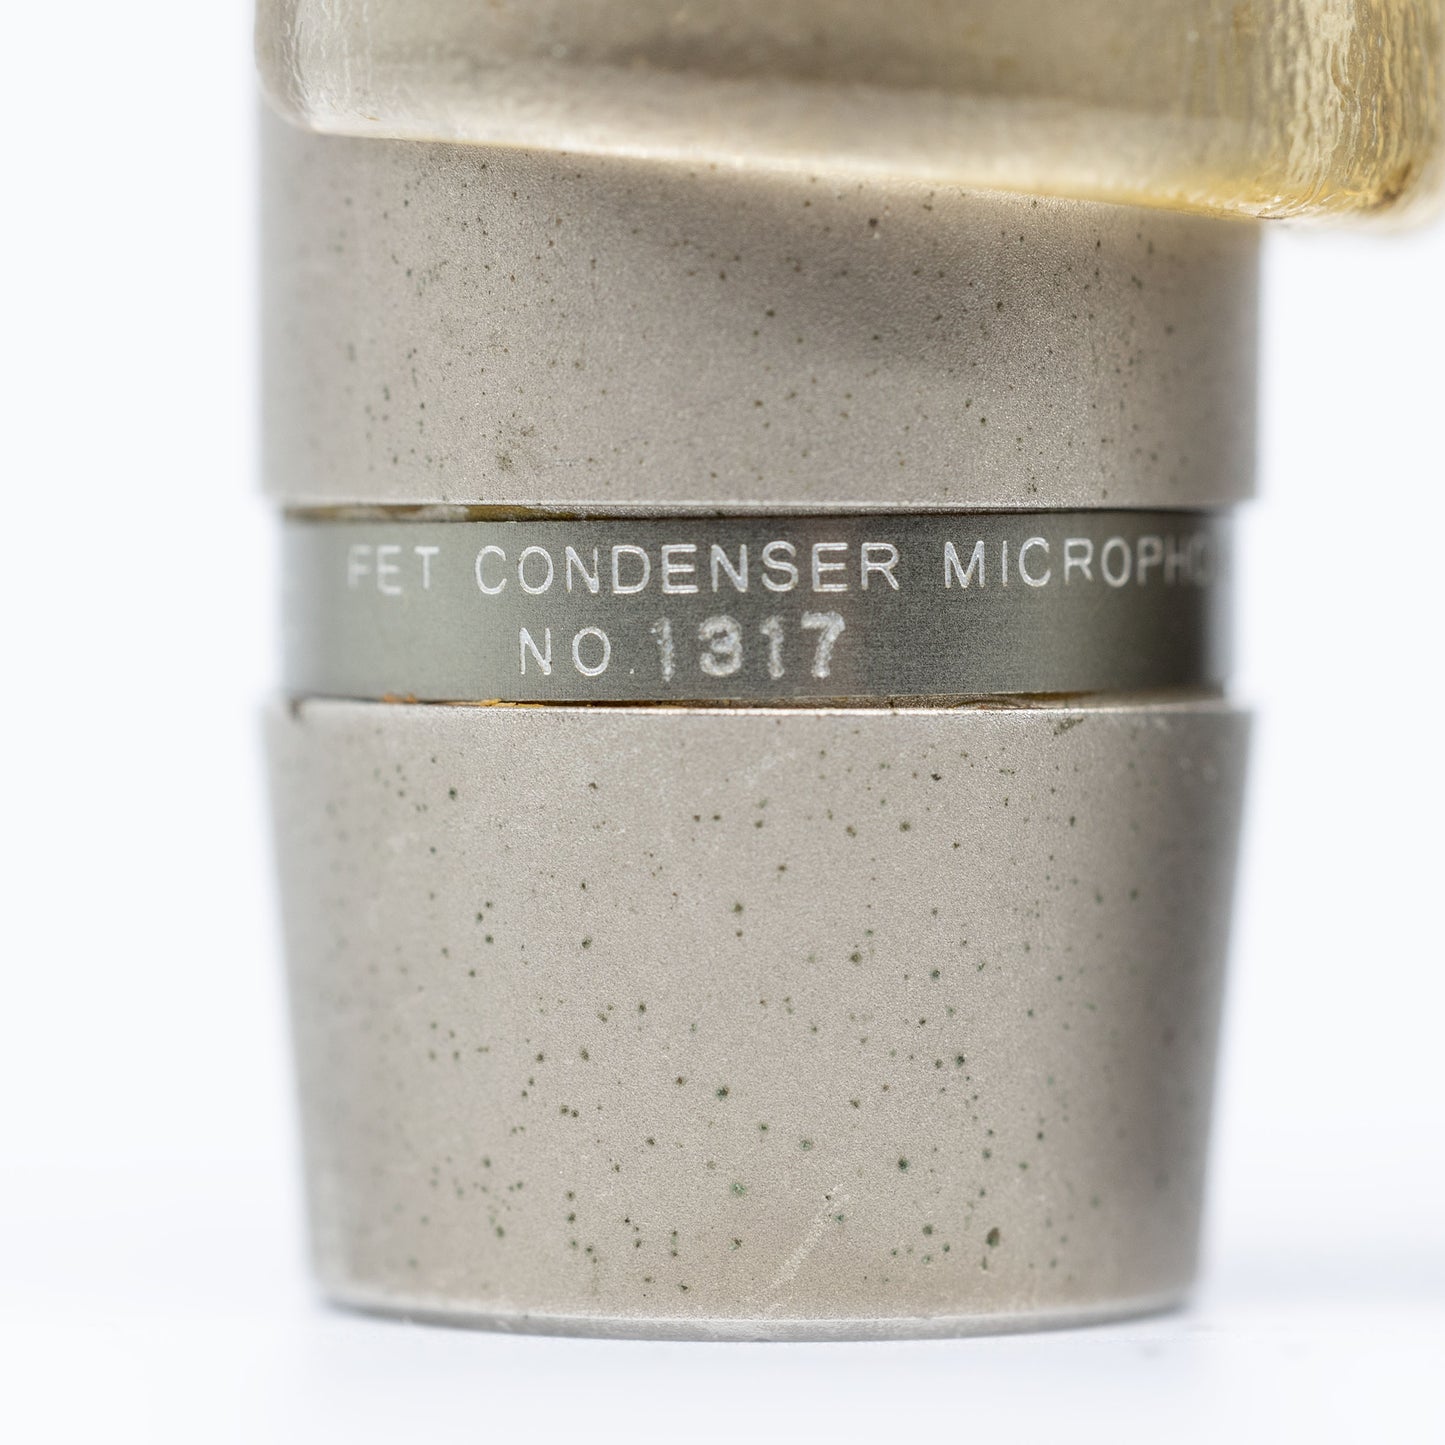 FET CONDENSER MICROPHO
NO.1317